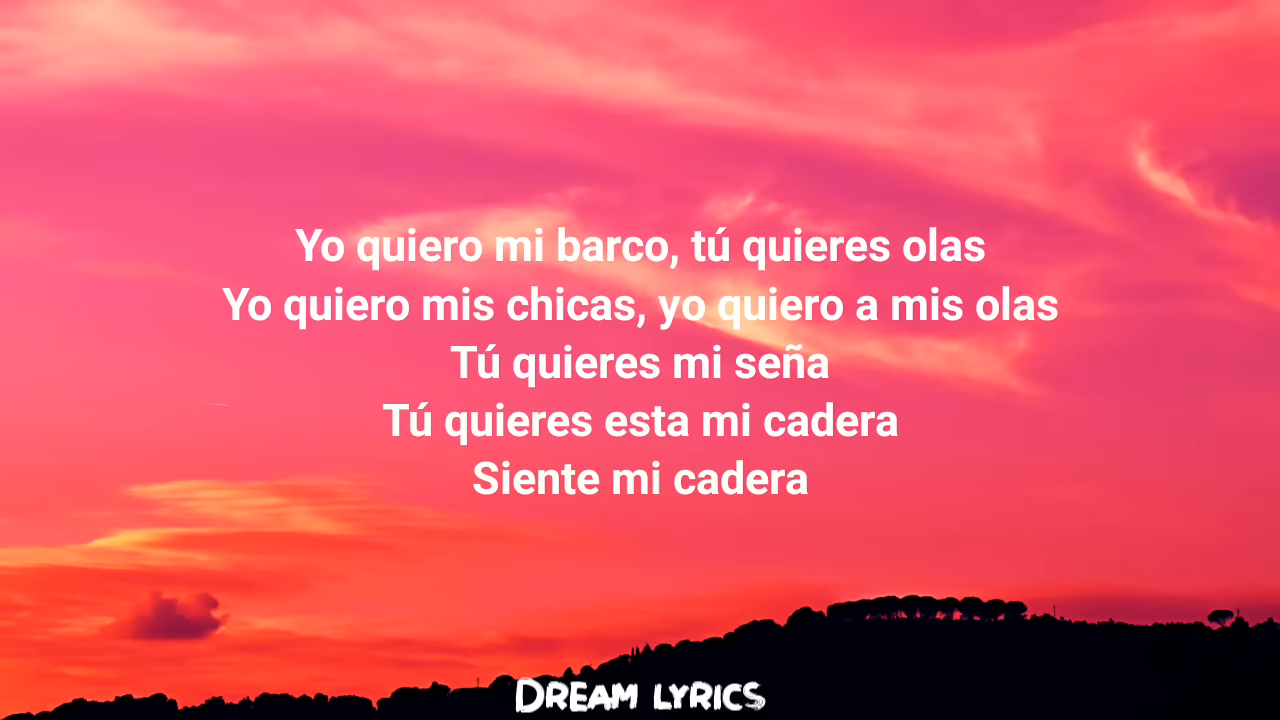 Yo quiero mi barco, tú quieres olas
Yo quiero mis chicas, yo quiero a mis olas
Tú quieres mi seña
Tú quieres esta mi cadera
Siente mi cadera
DREAM LYRICS